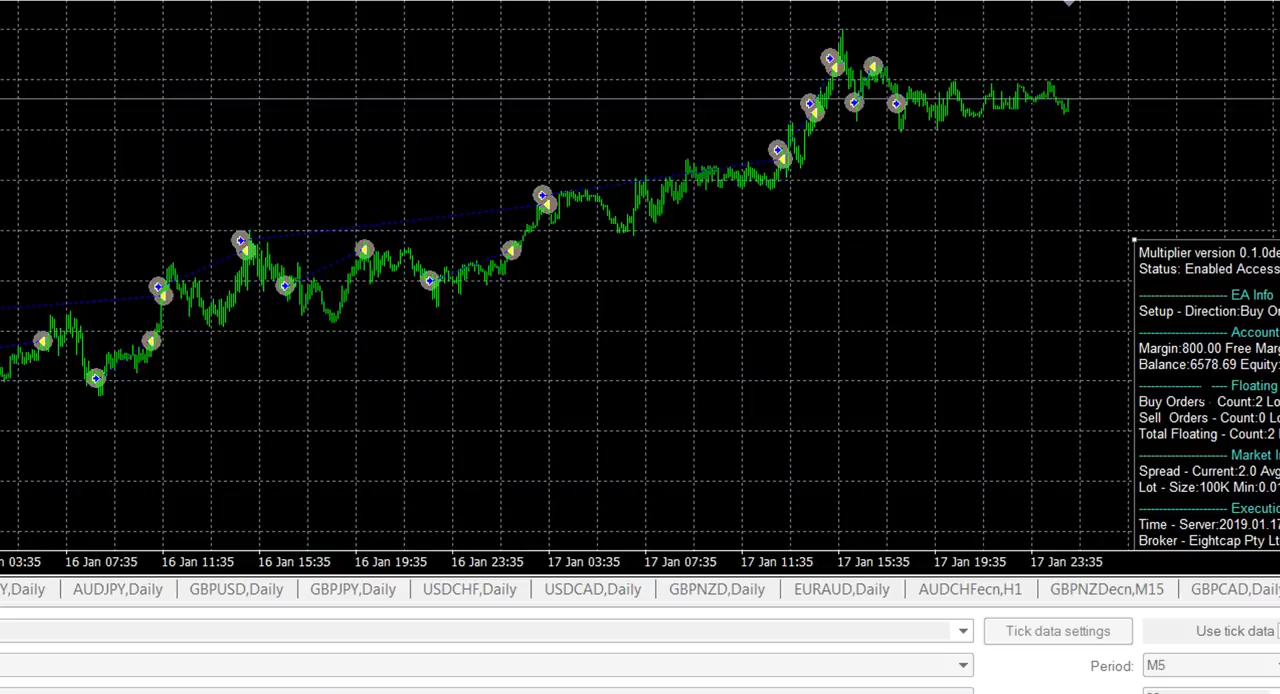 Multiplier version 0.1.0de
Status: Enabled Access
---------------------- EA Info
Setup - Direction:Buy Or
---------------------- Account
Margin:800.00 Free Marg
Balance:6578.69 Equity:
--------------- ---- Floating
Buy Orders - Count:2 Lo
Sell Orders - Count:0 Lo
Total Floating - Count:2
---------------------- Market I
Spread - Current:2.0 Avg
Lot - Size:100K Min:0.01
---------------------- Executio
Time - Server:2019.01.17
Broker - Eightcap Pty Lt
n 03:35 16 Jan 07:35 16 Jan 11:35 16 Jan 15:35 16 Jan 19:35 16 Jan 23:35 17 Jan 03:35 17 Jan 07:35 17 Jan 11:35 17 Jan 15:35 17 Jan 19:35 17 Jan 23:35
Y,Daily | AUDJPY,Daily | GBPUSD,Daily | GBPJPY,Daily | USDCHF,Daily | USDCAD,Daily | GBPNZD,Daily | EURAUD,Daily | AUDCHFecn,H1 | GBPNZDecn,M15 | GBPCAD,Daily
Tick data settings Use tick data
Period: M5